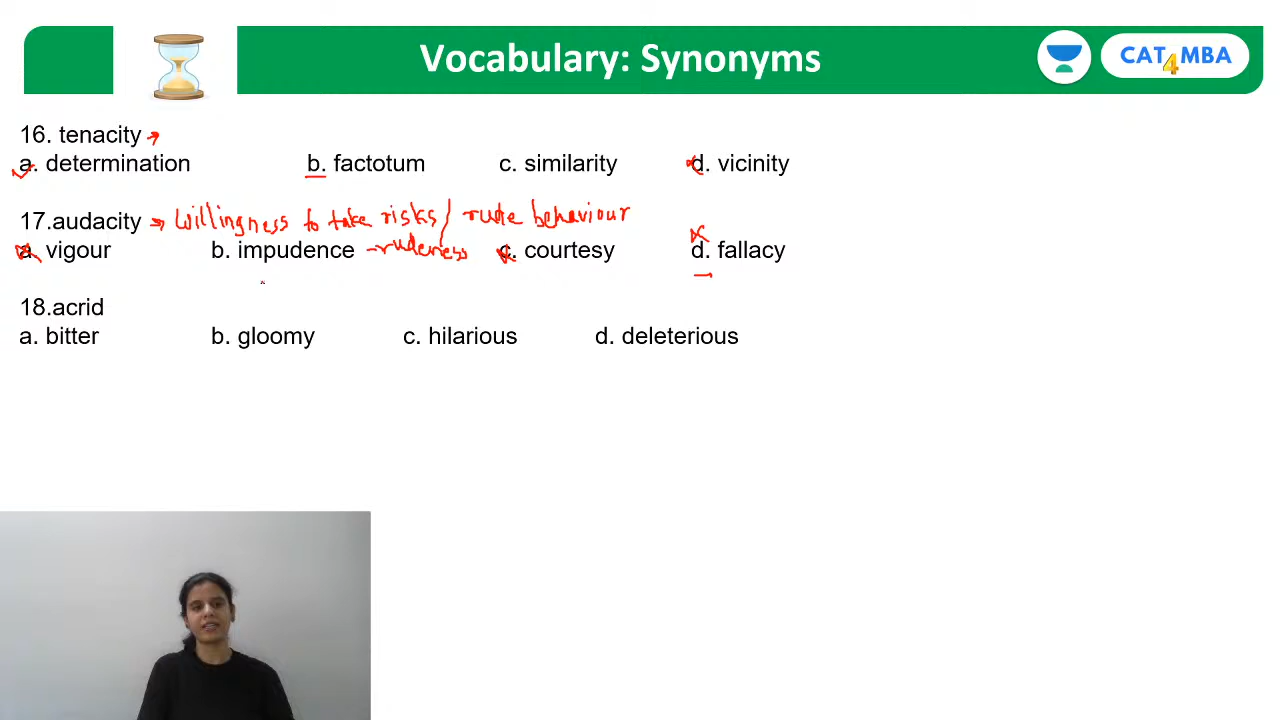 Vocabulary: Synonyms
CAT4MBA
16. tenacity →
a. determination b. factotum c. similarity d. vicinity
17.audacity → Willingness to take risks / rude behaviour
a. vigour b. impudence -rudeness c. courtesy d. fallacy
18.acrid
a. bitter b. gloomy c. hilarious d. deleterious